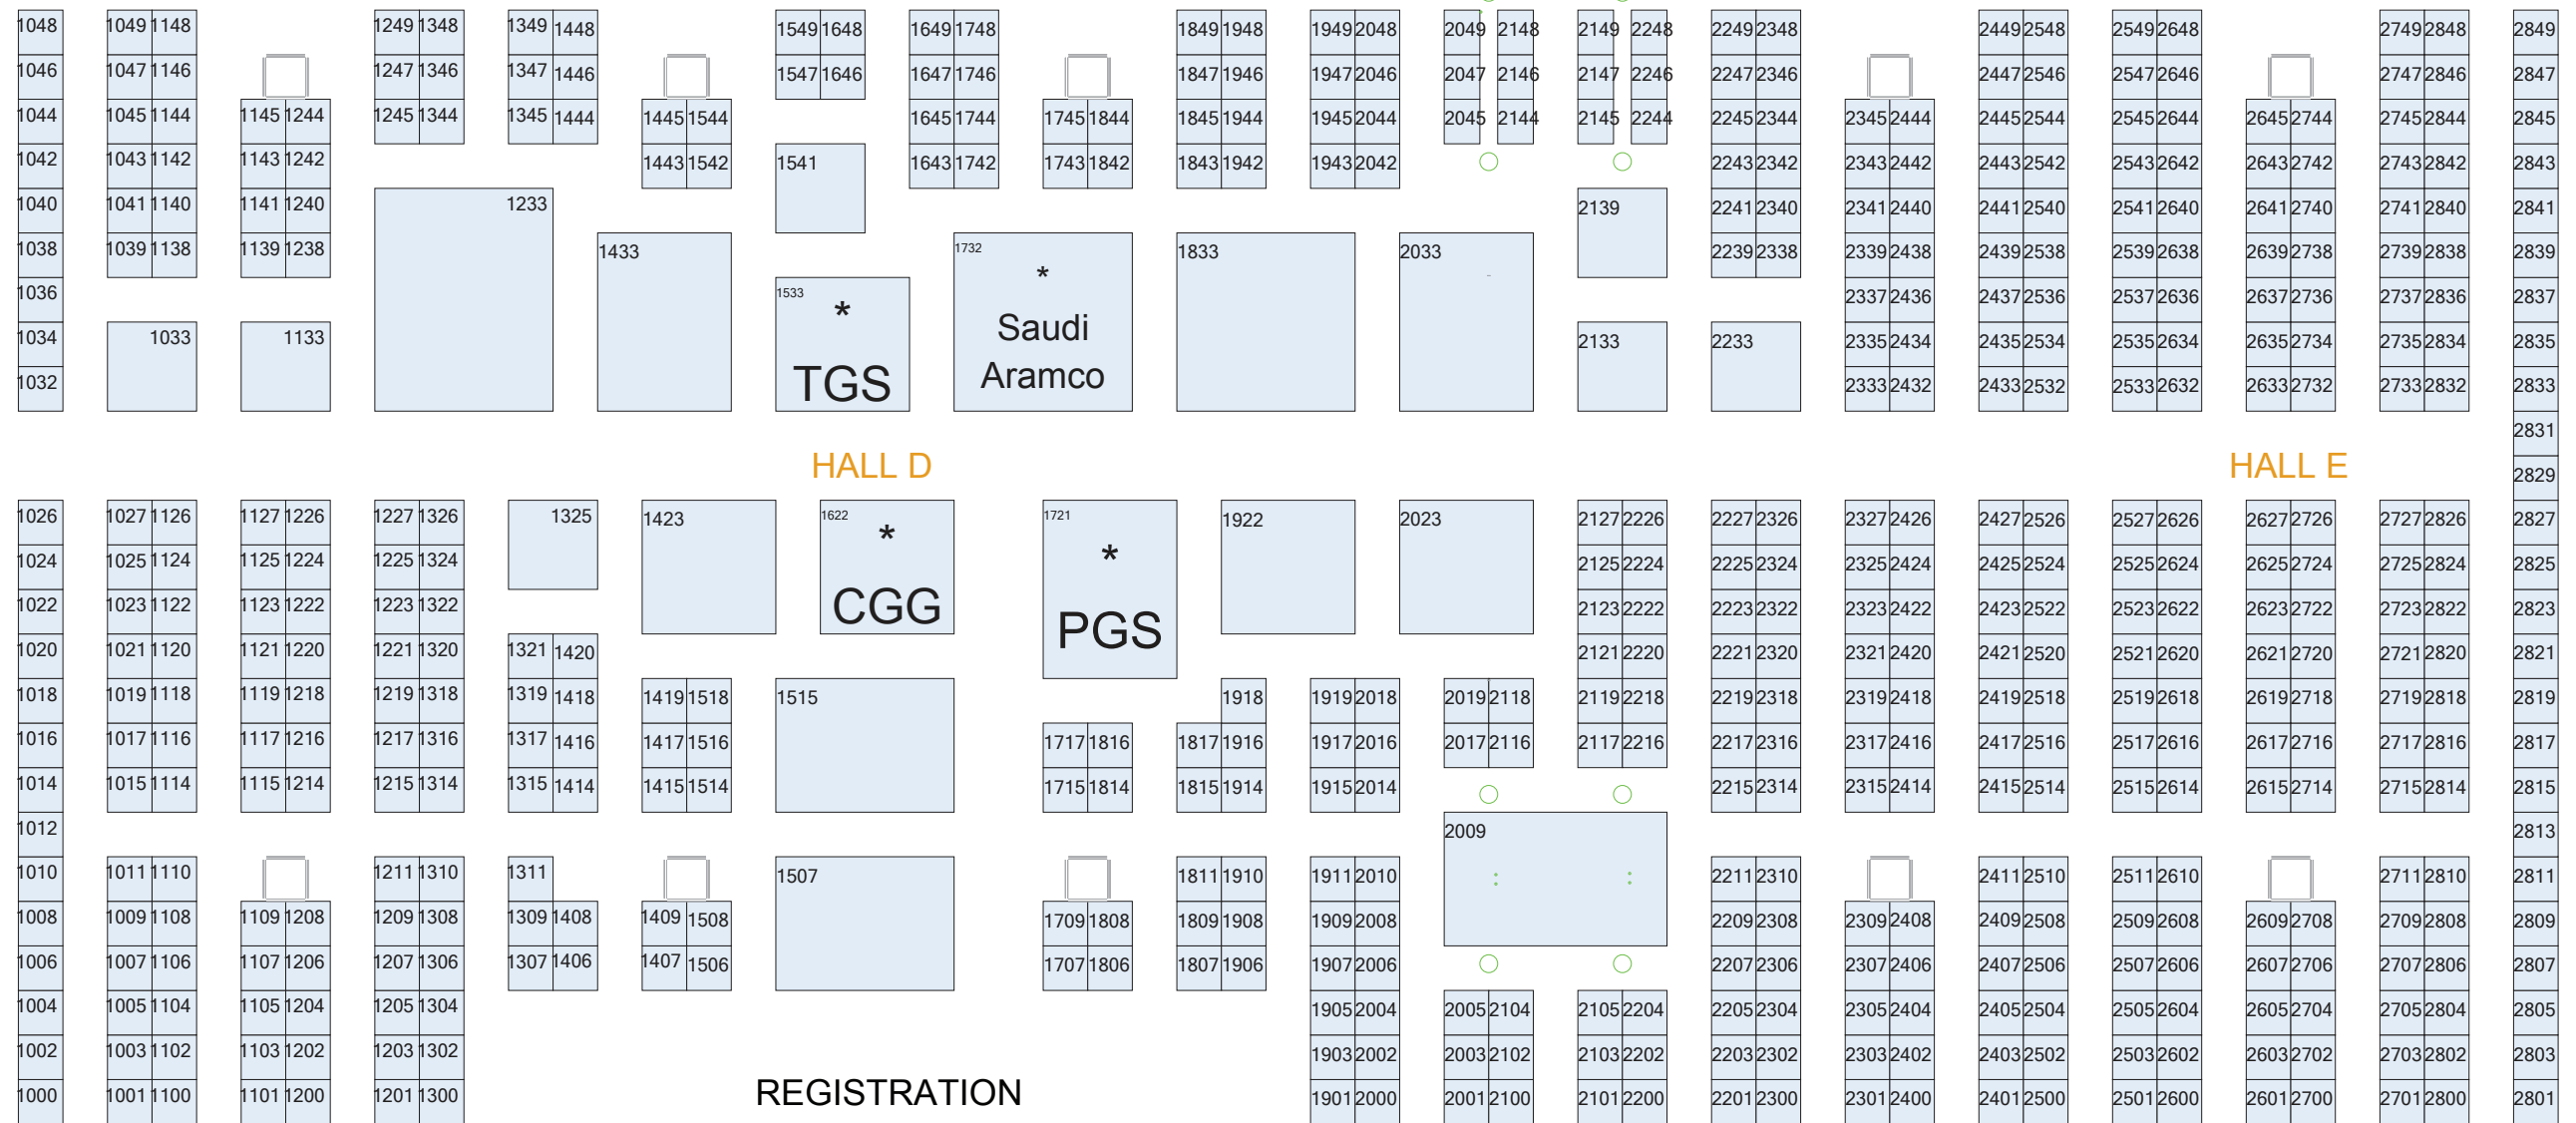 1048 1049 1148 1249 1348 1349 1448 1549 1648 1649 1748 1849 1948 1949 2048 2049 2148 2149 2248 2249 2348 2449 2548 2549 2648 2749 2848 2849
1046 1047 1146 1247 1346 1347 1446 1547 1646 1647 1746 1847 1946 1947 2046 2047 2146 2147 2246 2247 2346 2447 2546 2547 2646 2747 2846 2847
1044 1045 1144 1145 1244 1245 1344 1345 1444 1445 1544 1645 1744 1745 1844 1845 1944 1945 2044 2045 2144 2145 2244 2245 2344 2345 2444 2445 2544 2545 2644 2645 2744 2745 2844 2845
1042 1043 1142 1143 1242 1443 1542 1541 1643 1742 1743 1842 1843 1942 1943 2042 2243 2342 2343 2442 2443 2542 2543 2642 2643 2742 2743 2842 2843
1040 1041 1140 1141 1240 1233 2139 2241 2340 2341 2440 2441 2540 2541 2640 2641 2740 2741 2840 2841
1038 1039 1138 1139 1238 1433 1732 1833 2033 2239 2338 2339 2438 2439 2538 2539 2638 2639 2738 2739 2838 2839
*
1036 1533 2337 2436 2437 2536 2537 2636 2637 2736 2737 2836 2837
*
Saudi
1034 1033 1133 2133 2233 2335 2434 2435 2534 2535 2634 2635 2734 2735 2834 2835
Aramco
1032 TGS 2333 2432 2433 2532 2533 2632 2633 2732 2733 2832 2833
2831
HALL D HALL E
2829
1026 1027 1126 1127 1226 1227 1326 1325 1423 1622 1721 1922 2023 2127 2226 2227 2326 2327 2426 2427 2526 2527 2626 2627 2726 2727 2826 2827
* *
1024 1025 1124 1125 1224 1225 1324 2125 2224 2225 2324 2325 2424 2425 2524 2525 2624 2625 2724 2725 2824 2825
1022 1023 1122 1123 1222 1223 1322 CGG 2123 2222 2223 2322 2323 2422 2423 2522 2523 2622 2623 2722 2723 2822 2823
PGS
1020 1021 1120 1121 1220 1221 1320 1321 1420 2121 2220 2221 2320 2321 2420 2421 2520 2521 2620 2621 2720 2721 2820 2821
1018 1019 1118 1119 1218 1219 1318 1319 1418 1419 1518 1515 1918 1919 2018 2019 2118 2119 2218 2219 2318 2319 2418 2419 2518 2519 2618 2619 2718 2719 2818 2819
1016 1017 1116 1117 1216 1217 1316 1317 1416 1417 1516 1717 1816 1817 1916 1917 2016 2017 2116 2117 2216 2217 2316 2317 2416 2417 2516 2517 2616 2617 2716 2717 2816 2817
1014 1015 1114 1115 1214 1215 1314 1315 1414 1415 1514 1715 1814 1815 1914 1915 2014 2215 2314 2315 2414 2415 2514 2515 2614 2615 2714 2715 2814 2815
1012 2009 2813
1010 1011 1110 1211 1310 1311 1507 1811 1910 1911 2010 2211 2310 2411 2510 2511 2610 2711 2810 2811
1008 1009 1108 1109 1208 1209 1308 1309 1408 1409 1508 1709 1808 1809 1908 1909 2008 2209 2308 2309 2408 2409 2508 2509 2608 2609 2708 2709 2808 2809
1006 1007 1106 1107 1206 1207 1306 1307 1406 1407 1506 1707 1806 1807 1906 1907 2006 2207 2306 2307 2406 2407 2506 2507 2606 2607 2706 2707 2806 2807
1004 1005 1104 1105 1204 1205 1304 1905 2004 2005 2104 2105 2204 2205 2304 2305 2404 2405 2504 2505 2604 2605 2704 2705 2804 2805
1002 1003 1102 1103 1202 1203 1302 1903 2002 2003 2102 2103 2202 2203 2302 2303 2402 2403 2502 2503 2602 2603 2702 2703 2802 2803
1000 1001 1100 1101 1200 1201 1300 REGISTRATION 1901 2000 2001 2100 2101 2200 2201 2300 2301 2400 2401 2500 2501 2600 2601 2700 2701 2800 2801